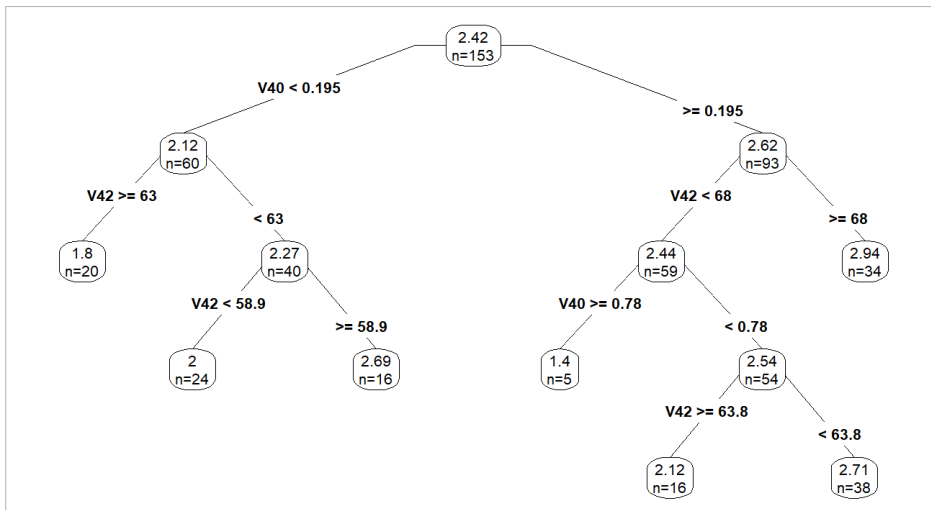 2.42
n=153
V40 < 0.195
>= 0.195
2.12
n=60
2.62
n=93
V42 >= 63
< 63
V42 < 68
>= 68
1.8
n=20
2.27
n=40
2.44
n=59
2.94
n=34
V42 < 58.9
>= 58.9
V40 >= 0.78
< 0.78
2
n=24
2.69
n=16
1.4
n=5
2.54
n=54
V42 >= 63.8
< 63.8
2.12
n=16
2.71
n=38